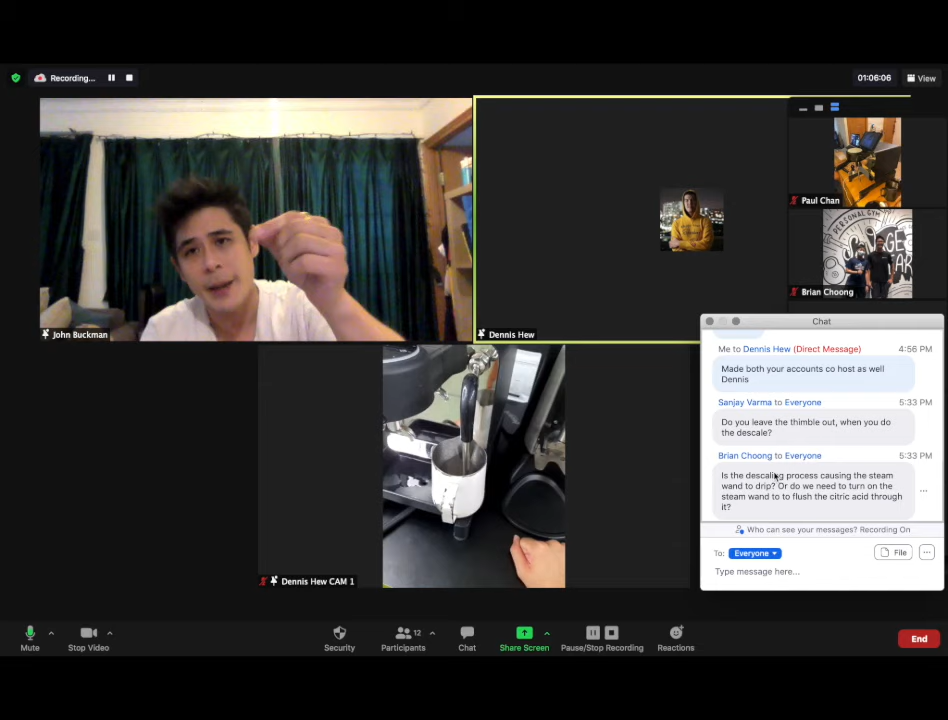 Recording...
01:06:06
View
John Buckman
Dennis Hew
Paul Chan
PERSONAL GYM
Brian Choong
Dennis Hew CAM 1
Chat
Me to Dennis Hew (Direct Message) 4:56 PM
Made both your accounts co host as well
Dennis
Sanjay Varma to Everyone 5:33 PM
Do you leave the thimble out, when you do
the descale?
Brian Choong to Everyone 5:33 PM
Is the descaling process causing the steam
wand to drip? Or do we need to turn on the
steam wand to to flush the citric acid through
it?
Who can see your messages? Recording On
To: Everyone
File
Type message here...
Mute
Stop Video
Security
12
Participants
Chat
Share Screen
Pause/Stop Recording
Reactions
End